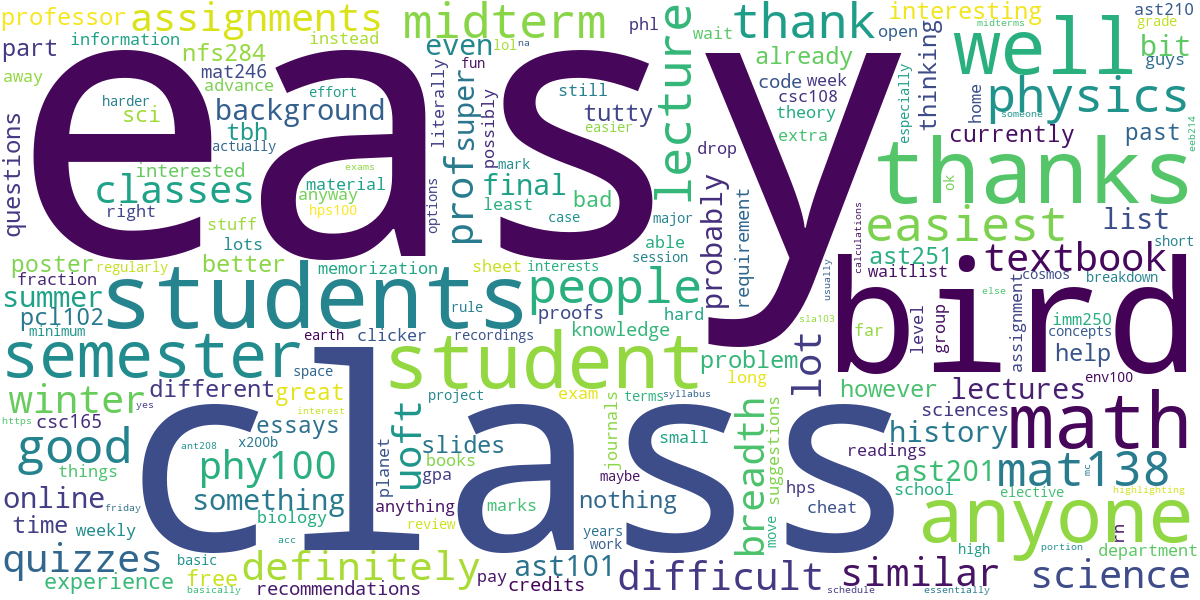 professor
assignments
midterm
lecture
thank
interesting
ast210
part
information
nfs284
instead
even
lol
na
phl
wait
already
open
midterms
grade
thinking
well
bit
guys
away
mat246
advance
easy
literally
super
fun
code
week
csc108
especially
physics
home
someone
questions
harder
sci
effort
background
tbh
actually
prof
possibly
still
tutty
easier
theory
extra
currently
past
eeb214
interested
classes
exams
material
anyway
hps100
right
stuff
lots
options
mark
final
least
bad
case
drop
major
probably
requirement
thanks
ok
easiest
list
poster
regularly
better
memorization
sheet
interests
able
session
calculations
ast251
textbook
short
waitlist
cosmos
breakdown
fraction
summer
pcl102
minimum
students
rule
recordings
people
proofs
hard
knowledge
earth
clicker
usually
sla103
else
bird
far
level
group
assignment
imm250
concepts
help
env100
semester
space
student
problem
long
lot
however
lectures
math
winter
different
great
project
exam
terms
syllabus
https
yes
csc165
essays
interest
uoft
good
ant208
x200b
class
planet
slides
books
gpa
journals
small
breadth
suggestions
sciences
history
readings
things
phy100
something
anything
marks
maybe
nothing
hps
cheat
ast201
school
mat138
mc
elective
highlighting
online
friday
time
weekly
biology
acc
review
years
work
move
anyone
rn
quizzes
basic
definitely
ast101
high
portion
department
experience
free
basically
recommendations
pay
credits
difficult
schedule
similar
essentially
science